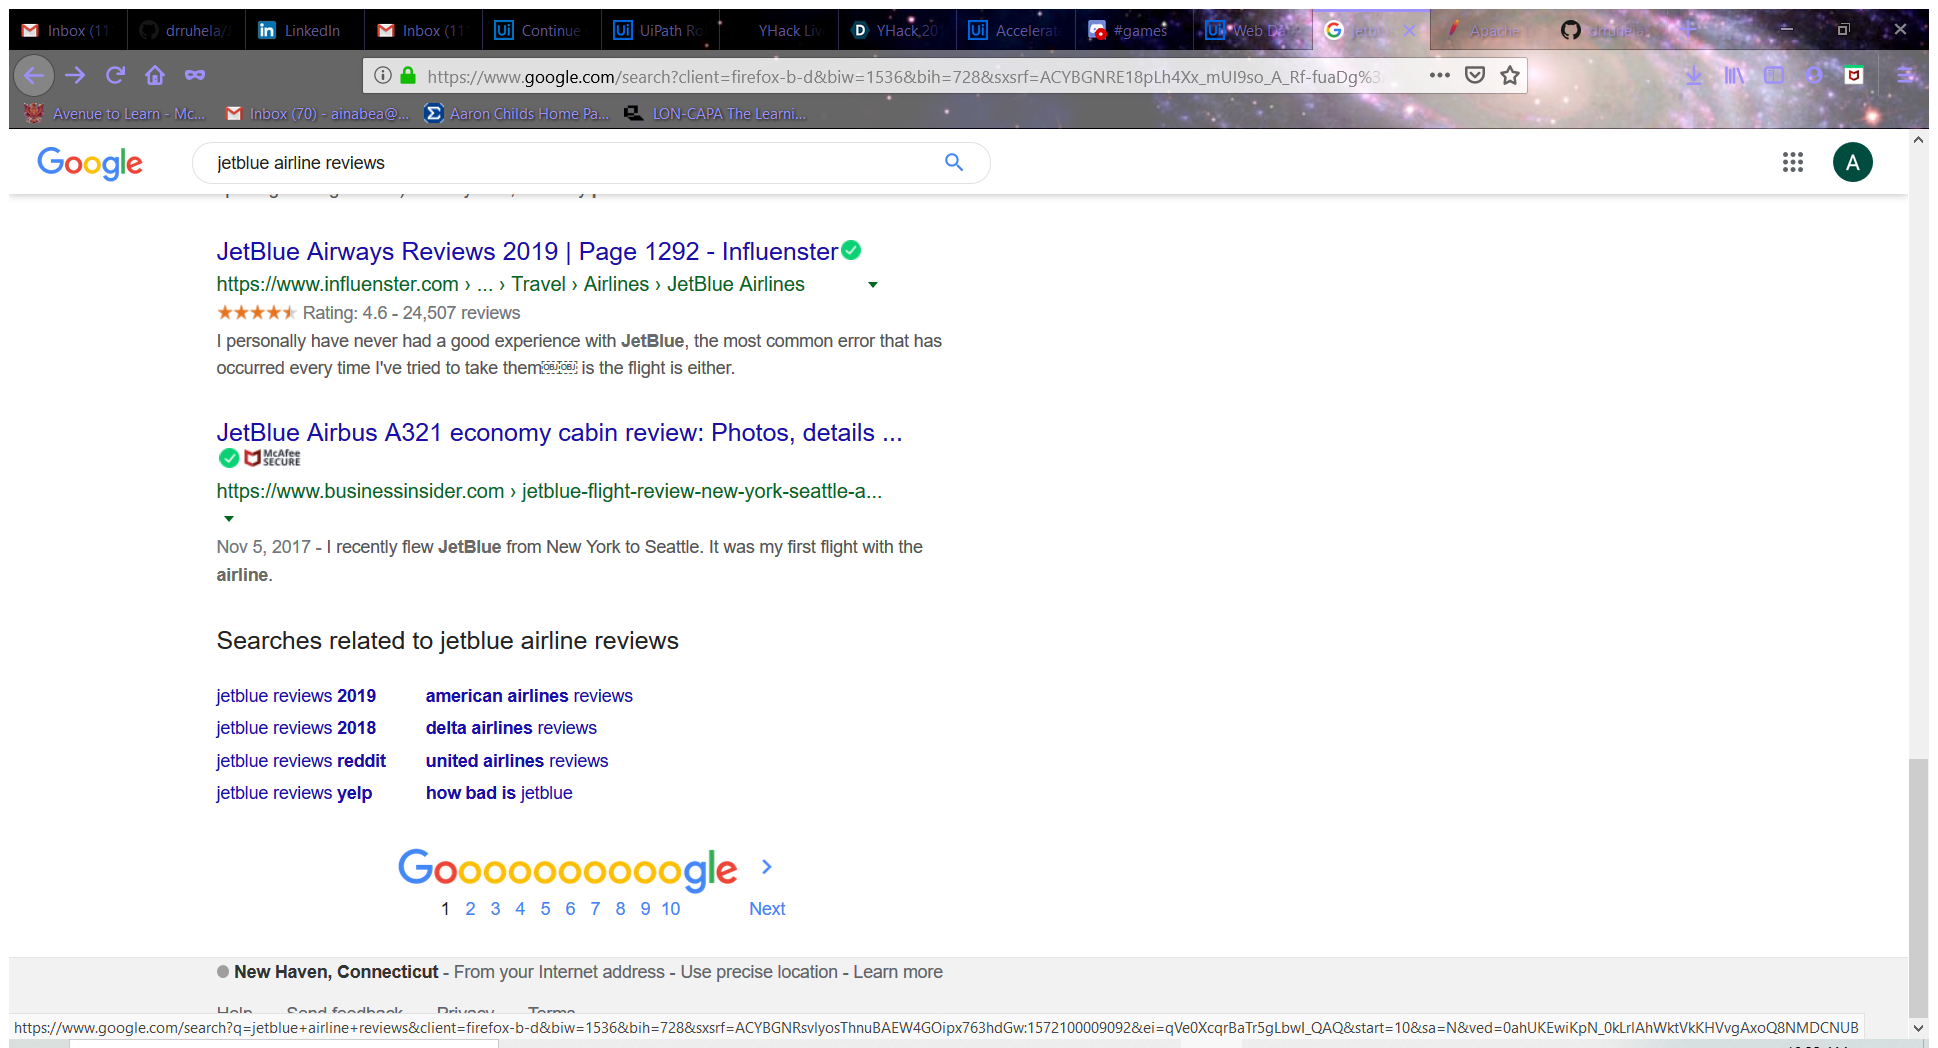 Inbox (11 drruhela/ LinkedIn Inbox (11 Continue UiPath Ro YHack Liv YHack 20 Accelerat #games Web Da jetbl Apache drruhela
https://www.google.com/search?client=firefox-b-d&biw=1536&bih=728&sxsrf=ACYBGNRE18pLh4Xx_mUI9so_A_Rf-fuaDg%3
Avenue to Learn - Mc... Inbox (70) - ainabea@... Aaron Childs Home Pa... LON-CAPA The Learni...
Google jetblue airline reviews A
JetBlue Airways Reviews 2019 | Page 1292 - Influenster
https://www.influenster.com › ... › Travel › Airlines › JetBlue Airlines
Rating: 4.6 - 24,507 reviews
I personally have never had a good experience with JetBlue, the most common error that has
occurred every time I've tried to take them￼￼ is the flight is either.
JetBlue Airbus A321 economy cabin review: Photos, details ...
McAfee SECURE
https://www.businessinsider.com › jetblue-flight-review-new-york-seattle-a...
Nov 5, 2017 - I recently flew JetBlue from New York to Seattle. It was my first flight with the
airline.
Searches related to jetblue airline reviews
jetblue reviews 2019 american airlines reviews
jetblue reviews 2018 delta airlines reviews
jetblue reviews reddit united airlines reviews
jetblue reviews yelp how bad is jetblue
Goooooooooogle
1 2 3 4 5 6 7 8 9 10 Next
New Haven, Connecticut - From your Internet address - Use precise location - Learn more
Help Send feedback Privacy Terms
https://www.google.com/search?q=jetblue+airline+reviews&client=firefox-b-d&biw=1536&bih=728&sxsrf=ACYBGNRsvlyosThnuBAEW4GOipx763hdGw:1572100009092&ei=qVe0XcqrBaTr5gLbwI_QAQ&start=10&sa=N&ved=0ahUKEwiKpN_0kLrlAhWktVkKHVvgAxoQ8NMDCNUB